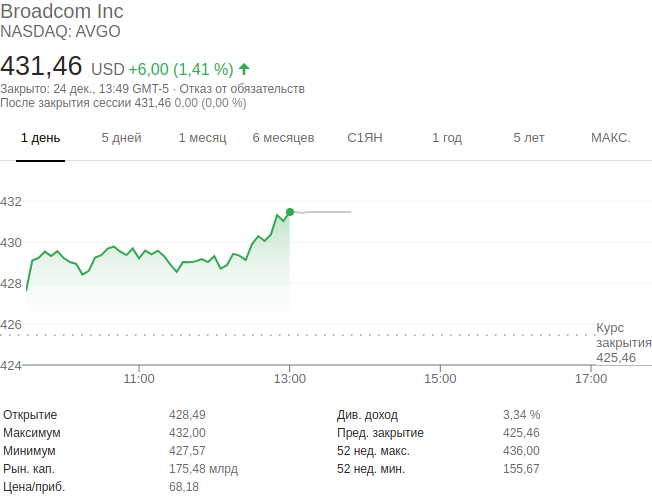 Broadcom Inc
NASDAQ: AVGO
431,46 USD +6,00 (1,41 %)
Закрыто: 24 дек., 13:49 GMT-5 · Отказ от обязательств
После закрытия сессии 431,46 0,00 (0,00 %)
1 день 5 дней 1 месяц 6 месяцев С1ЯН 1 год 5 лет МАКС.
432
430
428
426
Курс
закрытия
425,46
424
11:00 13:00 15:00 17:00
Открытие 428,49 Див. доход 3,34 %
Максимум 432,00 Пред. закрытие 425,46
Минимум 427,57 52 нед. макс. 436,00
Рын. кап. 175,48 млрд 52 нед. мин. 155,67
Цена/приб. 68,18